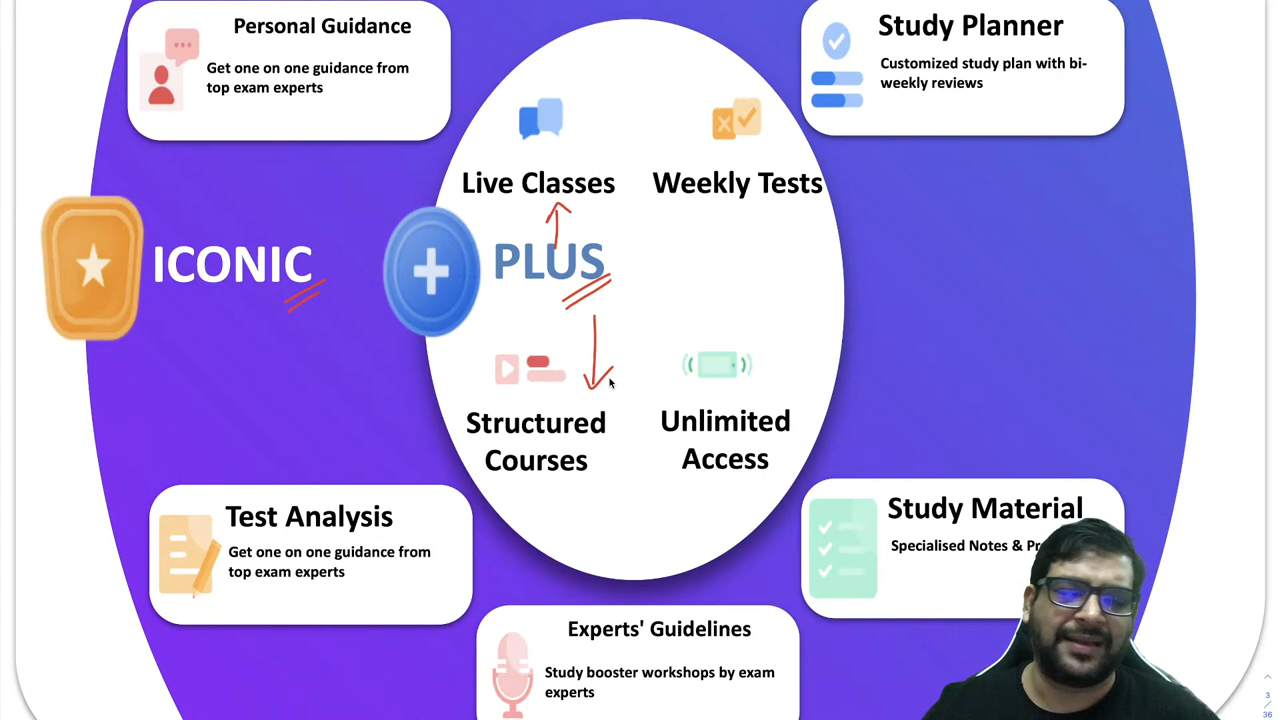 Personal Guidance
Get one on one guidance from
top exam experts
Study Planner
Customized study plan with bi-
weekly reviews
Live Classes
Weekly Tests
ICONIC
PLUS
Structured
Courses
Unlimited
Access
Test Analysis
Get one on one guidance from
top exam experts
Study Material
Specialised Notes &
Experts' Guidelines
Study booster workshops by exam
experts
3
/
36